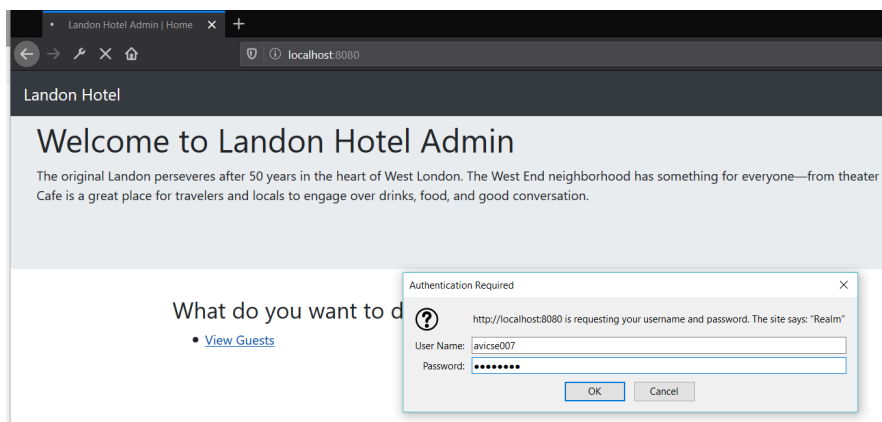 Landon Hotel Admin | Home
localhost:8080
Landon Hotel
Welcome to Landon Hotel Admin
The original Landon perseveres after 50 years in the heart of West London. The West End neighborhood has something for everyone—from theater
Cafe is a great place for travelers and locals to engage over drinks, food, and good conversation.
What do you want to d
View Guests
Authentication Required
http://localhost:8080 is requesting your username and password. The site says: “Realm”
User Name: avicse007
Password: ●●●●●●●●
OK Cancel